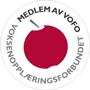 MEDLEM AV VOFO
VOKSENOPPLÆRINGSFORBUNDET